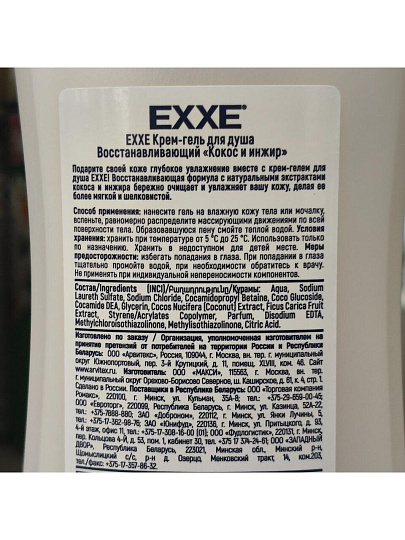 EXXE®
EXXE Крем-гель для душа
Восстанавливающий «Кокос и инжир»
Подарите своей коже глубокое увлажнение вместе с крем-гелем для
душа EXXE! Восстанавливающая формула с натуральными экстрактами
кокоса и инжира бережно очищает и увлажняет вашу кожу, делая ее
более мягкой и шелковистой.
Способ применения: нанесите гель на влажную кожу тела или мочалку,
вспеньте, равномерно распределите массирующими движениями по всей
поверхности тела. Образовавшуюся пену смойте теплой водой. Условия
хранения: хранить при температуре от 5 °C до 25 °C. Использовать только
по назначению. Хранить в недоступном для детей месте. Меры
предосторожности: избегать попадания в глаза. При попадании в глаза
тщательно промойте водой, при необходимости обратитесь к врачу.
Не применять при индивидуальной непереносимости компонентов.
Состав/Ingredients (INCI)/Բաղադրությունը/Құрамы: Aqua, Sodium
Laureth Sulfate, Sodium Chloride, Cocamidopropyl Betaine, Coco Glucoside,
Cocamide DEA, Glycerin, Cocos Nucifera (Coconut) Extract, Ficus Carica Fruit
Extract, Styrene/Acrylates Copolymer, Parfum, Disodium EDTA,
Methylchloroisothiazolinone, Methylisothiazolinone, Citric Acid.
Изготовлено по заказу / Организация, уполномоченная изготовителем на
принятие претензий от потребителей на территории России и Республики
Беларусь: ООО «Арвитекс», Россия, 109044, г. Москва, вн. тер. г. муниципальный
округ Южнопортовый, пер. 3-й Крутицкий, д. 11, помещ. XVIII, ком. 46. Сайт
www.arvitex.ru. Изготовитель: ООО «МАКСИ», 115563, г. Москва, вн. тер.
г. муниципальный округ Орехово-Борисово Северное, ш. Каширское, д. 61, к. 4, стр. 1.
Сделано в России. Поставщики в Республику Беларусь: ООО «Торговая компания
Ромакс», 220100, г. Минск, ул. Кульман, 35А-8; тел.: +375-29-659-00-45;
ООО «Евроторг», 220099, Республика Беларусь, г. Минск, ул. Казинца, 52А-22,
тел.: +375-7888-880; ЗАО «Доброном», 220112, г. Минск, ул. Янки Лучины, 5,
тел.: +375-17-362-98-76; ЗАО «Юнифуд», 220136, г. Минск, ул. Притыцкого, д. 93,
4-й этаж, офис 11, тел.: +375-17-308-16-00 (01); ООО «Фудлогистик», 220131, г. Минск,
пер. Кольцова 4-й, д. 53, пом. 1, кабинет 30, тел.: +375 17 374-24-61; ООО «ЗАПАДНЫЙ
ДВОР», Республика Беларусь, 223021, Минская обл., Минский р-н,
Щомыслицкий с/с, р-н д. Озерцо, Меньковский тракт, 14, ком.203,
тел./факс: +375-17-357-86-32.